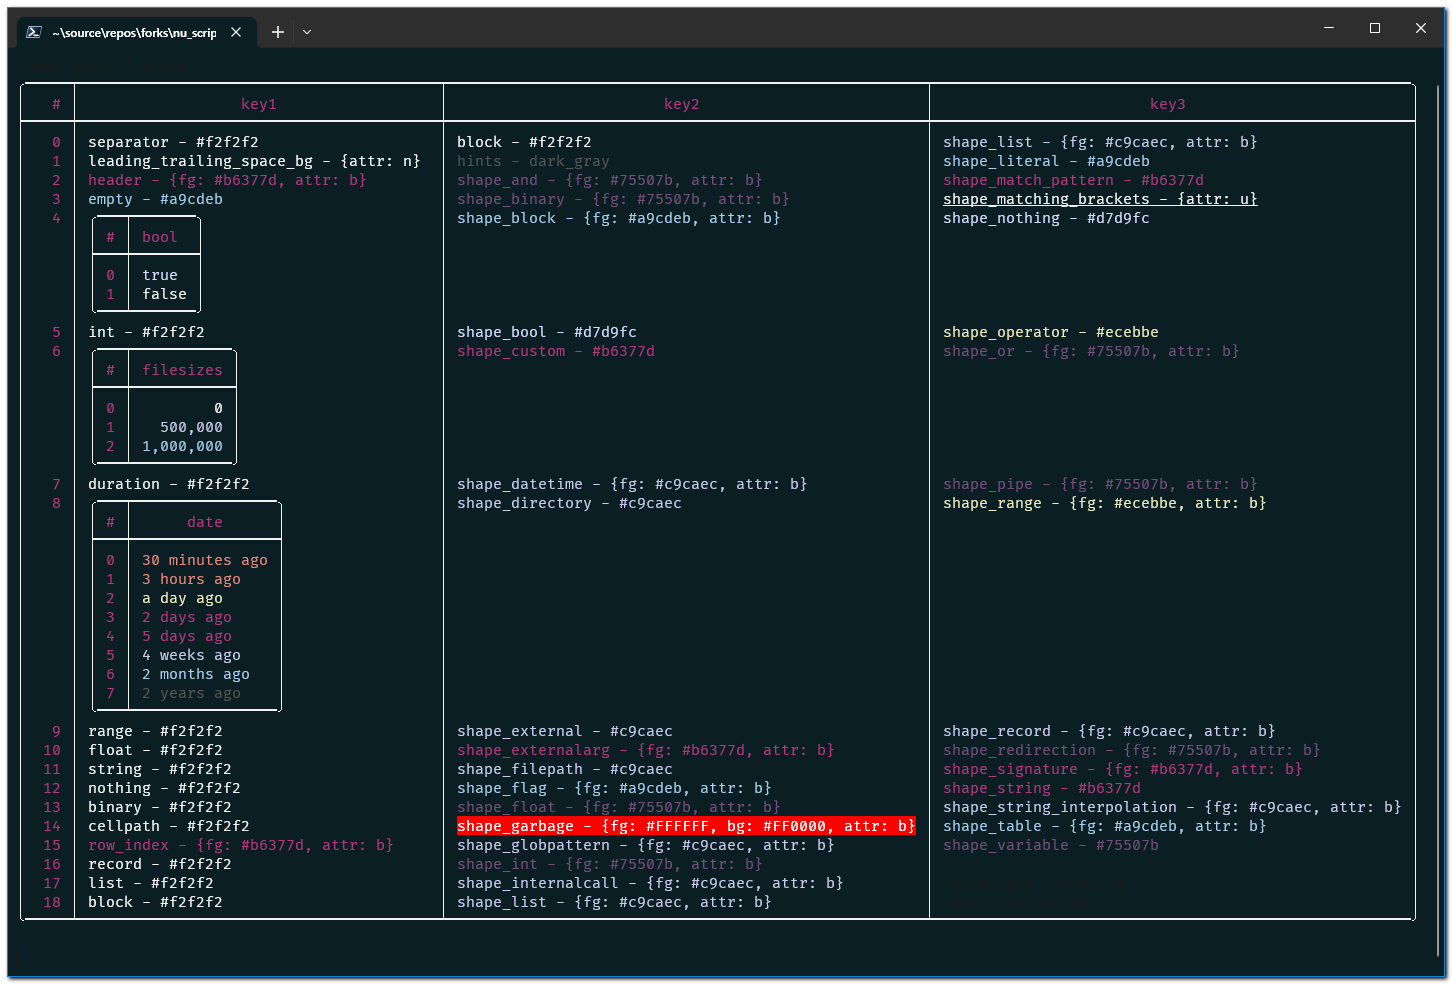 ~\source\repos\forks\nu_scrip
# key1 key2 key3
0 separator - #f2f2f2 block - #f2f2f2 shape_list - {fg: #c9caec, attr: b}
1 leading_trailing_space_bg - {attr: n} hints - dark_gray shape_literal - #a9cdeb
2 header - {fg: #b6377d, attr: b} shape_and - {fg: #75507b, attr: b} shape_match_pattern - #b6377d
3 empty - #a9cdeb shape_binary - {fg: #75507b, attr: b} shape_matching_brackets - {attr: u}
4 shape_block - {fg: #a9cdeb, attr: b} shape_nothing - #d7d9fc
# bool
0 true
1 false
5 int - #f2f2f2 shape_bool - #d7d9fc shape_operator - #ecebbe
6 shape_custom - #b6377d shape_or - {fg: #75507b, attr: b}
# filesizes
0 0
1 500,000
2 1,000,000
7 duration - #f2f2f2 shape_datetime - {fg: #c9caec, attr: b} shape_pipe - {fg: #75507b, attr: b}
8 shape_directory - #c9caec shape_range - {fg: #ecebbe, attr: b}
# date
0 30 minutes ago
1 3 hours ago
2 a day ago
3 2 days ago
4 5 days ago
5 4 weeks ago
6 2 months ago
7 2 years ago
9 range - #f2f2f2 shape_external - #c9caec shape_record - {fg: #c9caec, attr: b}
10 float - #f2f2f2 shape_externalarg - {fg: #b6377d, attr: b} shape_redirection - {fg: #75507b, attr: b}
11 string - #f2f2f2 shape_filepath - #c9caec shape_signature - {fg: #b6377d, attr: b}
12 nothing - #f2f2f2 shape_flag - {fg: #a9cdeb, attr: b} shape_string - #b6377d
13 binary - #f2f2f2 shape_float - {fg: #75507b, attr: b} shape_string_interpolation - {fg: #c9caec, attr: b}
14 cellpath - #f2f2f2 shape_garbage - {fg: #FFFFFF, bg: #FF0000, attr: b} shape_table - {fg: #a9cdeb, attr: b}
15 row_index - {fg: #b6377d, attr: b} shape_globpattern - {fg: #c9caec, attr: b} shape_variable - #75507b
16 record - #f2f2f2 shape_int - {fg: #75507b, attr: b}
17 list - #f2f2f2 shape_internalcall - {fg: #c9caec, attr: b}
18 block - #f2f2f2 shape_list - {fg: #c9caec, attr: b}